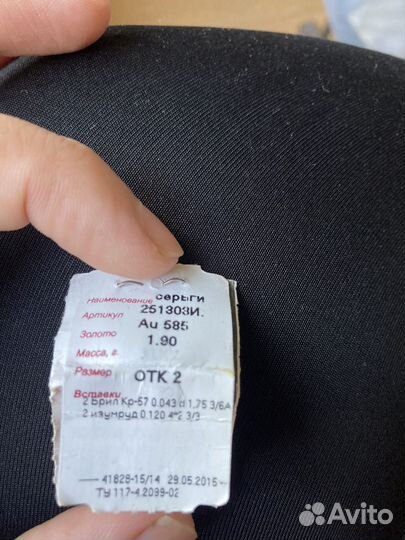 Наименование серьги
Артикул 251303И.
Золото Au 585
Масса, г. 1.90
Размер ОТК 2
Вставки
2 Брил Кр-57 0.043 d 1,75 3/6А
2 изумруд 0.120 4*2 3/3
41828-15/14 29.05.2015
ТУ 117-4.2099-02
Avito